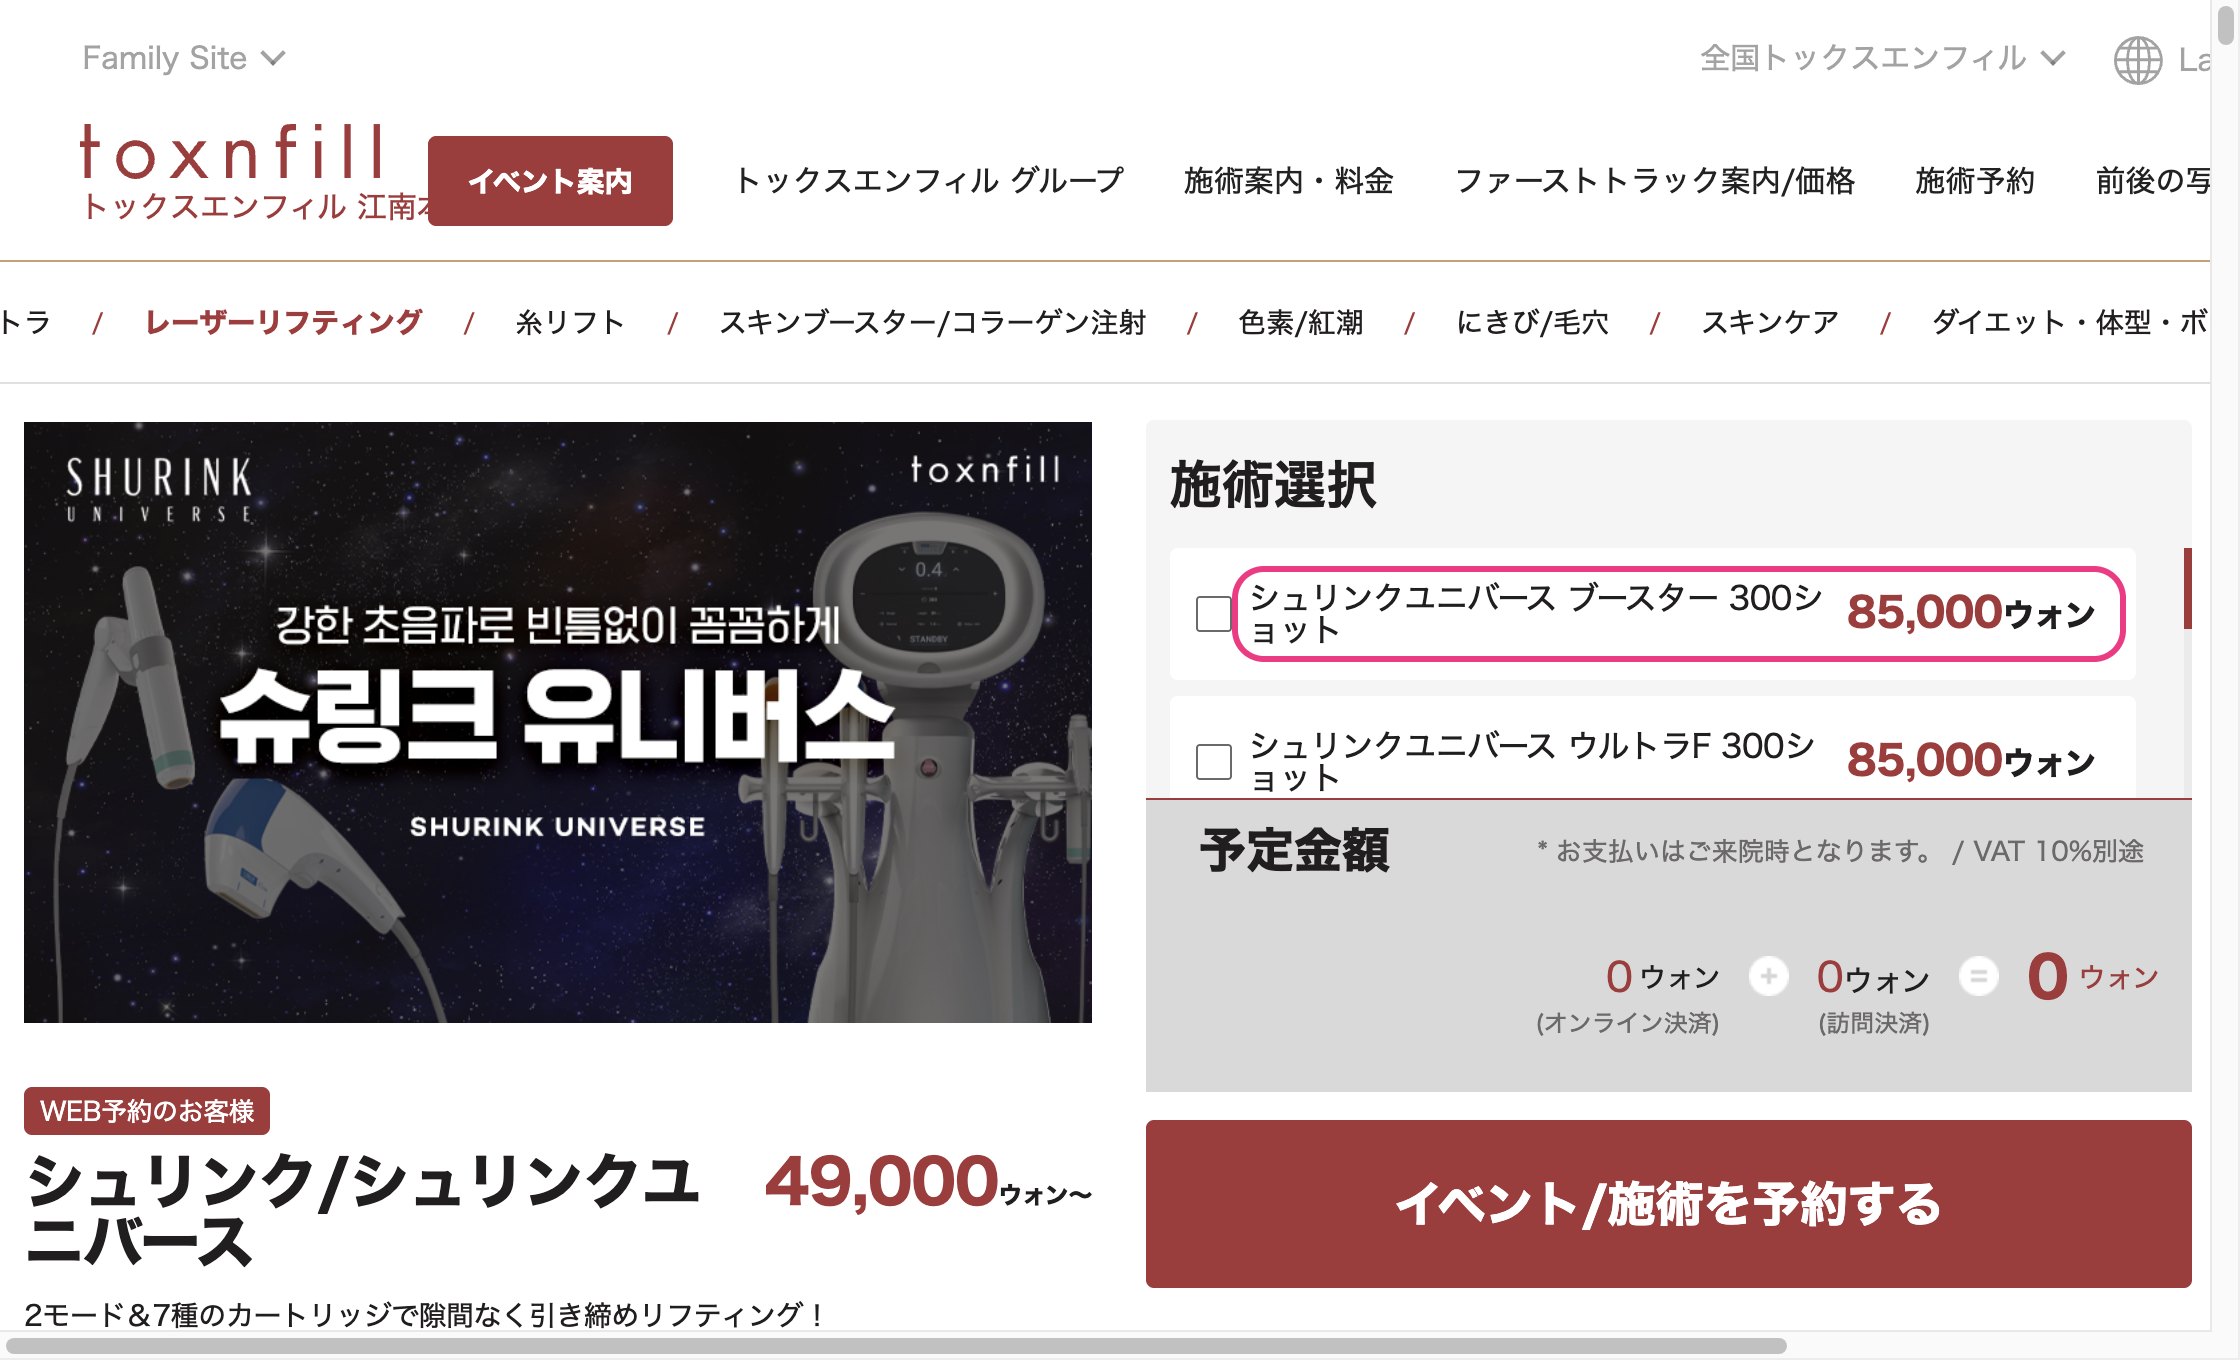 Family Site
全国トックスエンフィル
La
toxnfill
トックスエンフィル 江南本
イベント案内
トックスエンフィル グループ
施術案内・料金
ファーストトラック案内/価格
施術予約
前後の写
トラ / レーザーリフティング / 糸リフト / スキンブースター/コラーゲン注射 / 色素/紅潮 / にきび/毛穴 / スキンケア / ダイエット・体型・ボ
SHURINK
UNIVERSE
toxnfill
0.4
STANDBY
강한 초음파로 빈틈없이 꼼꼼하게
슈링크 유니버스
SHURINK UNIVERSE
WEB予約のお客様
シュリンク/シュリンクユ
ニバース
49,000ウォン~
2モード＆7種のカートリッジで隙間なく引き締めリフティング！
施術選択
シュリンクユニバース ブースター 300シ
ョット
85,000ウォン
シュリンクユニバース ウルトラF 300シ
ョット
85,000ウォン
予定金額
* お支払いはご来院時となります。 / VAT 10%別途
0 ウォン + 0ウォン = 0 ウォン
(オンライン決済) (訪問決済)
イベント/施術を予約する